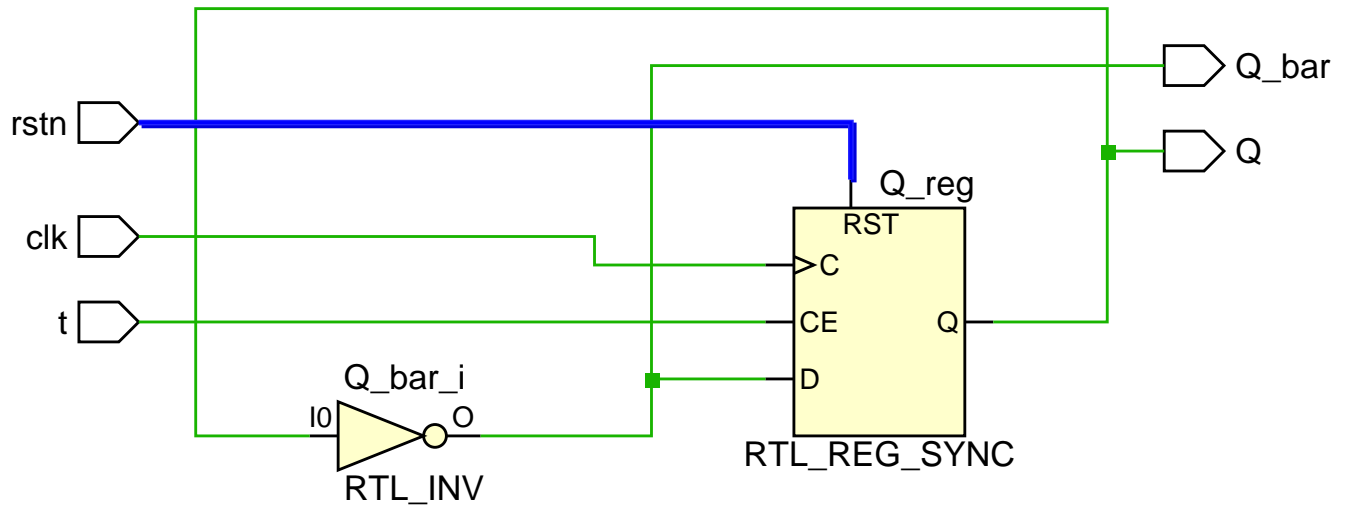 Q_bar
rstn
Q
Q_reg
RST
clk
C
t
CE
Q
Q_bar_i
D
I0
O
RTL_REG_SYNC
RTL_INV